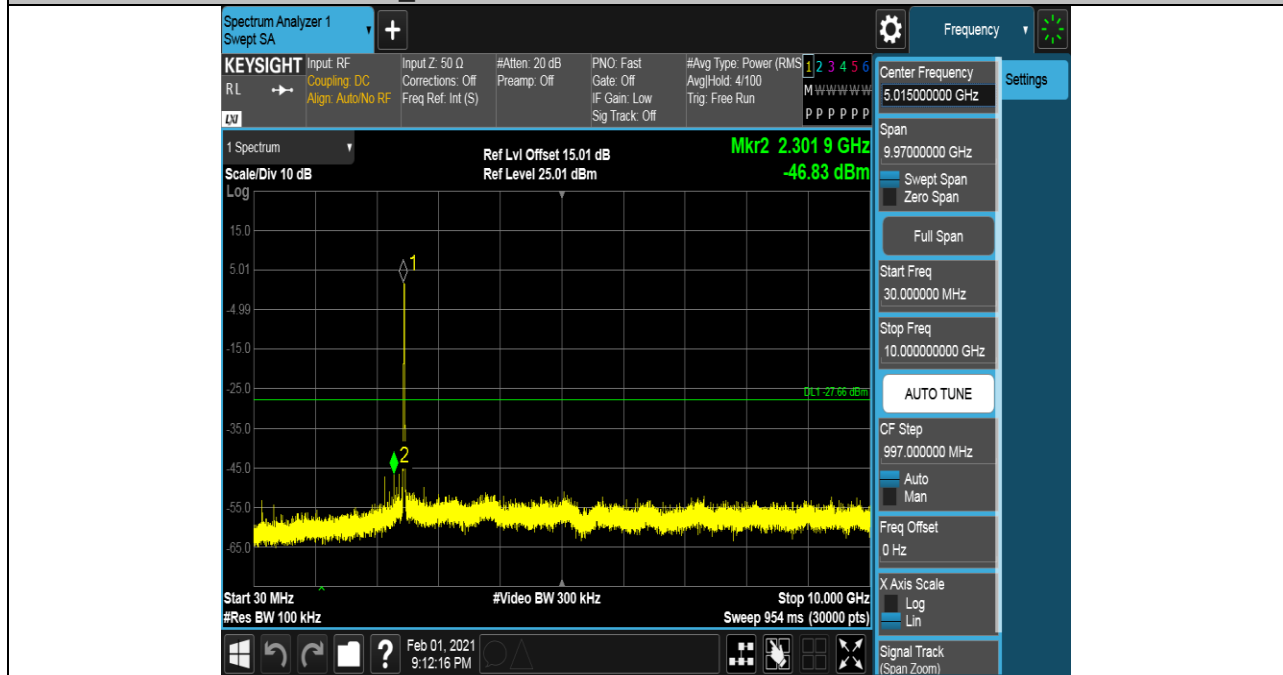 Spectrum Analyzer 1
Swept SA
Frequency
KEYSIGHT
RL
LXI
Input: RF
Coupling: DC
Align: Auto/No RF
Input Z: 50 Ω
Corrections: Off
Freq Ref: Int (S)
#Atten: 20 dB
Preamp: Off
PNO: Fast
Gate: Off
IF Gain: Low
Sig Track: Off
#Avg Type: Power (RMS
Avg|Hold: 4/100
Trig: Free Run
1 2 3 4 5 6
M W W W W W
P P P P P P
1 Spectrum
Scale/Div 10 dB
Log
Ref Lvl Offset 15.01 dB
Ref Level 25.01 dBm
Mkr2 2.301 9 GHz
-46.83 dBm
15.0
5.01
-4.99
-15.0
-25.0
-35.0
-45.0
-55.0
-65.0
1
2
DL1 -27.66 dBm
Start 30 MHz
#Res BW 100 kHz
#Video BW 300 kHz
Stop 10.000 GHz
Sweep 954 ms (30000 pts)
?
Feb 01, 2021
9:12:16 PM
Center Frequency
5.015000000 GHz
Span
9.97000000 GHz
Swept Span
Zero Span
Full Span
Start Freq
30.000000 MHz
Stop Freq
10.000000000 GHz
AUTO TUNE
CF Step
997.000000 MHz
Auto
Man
Freq Offset
0 Hz
X Axis Scale
Log
Lin
Signal Track
(Span Zoom)
Settings